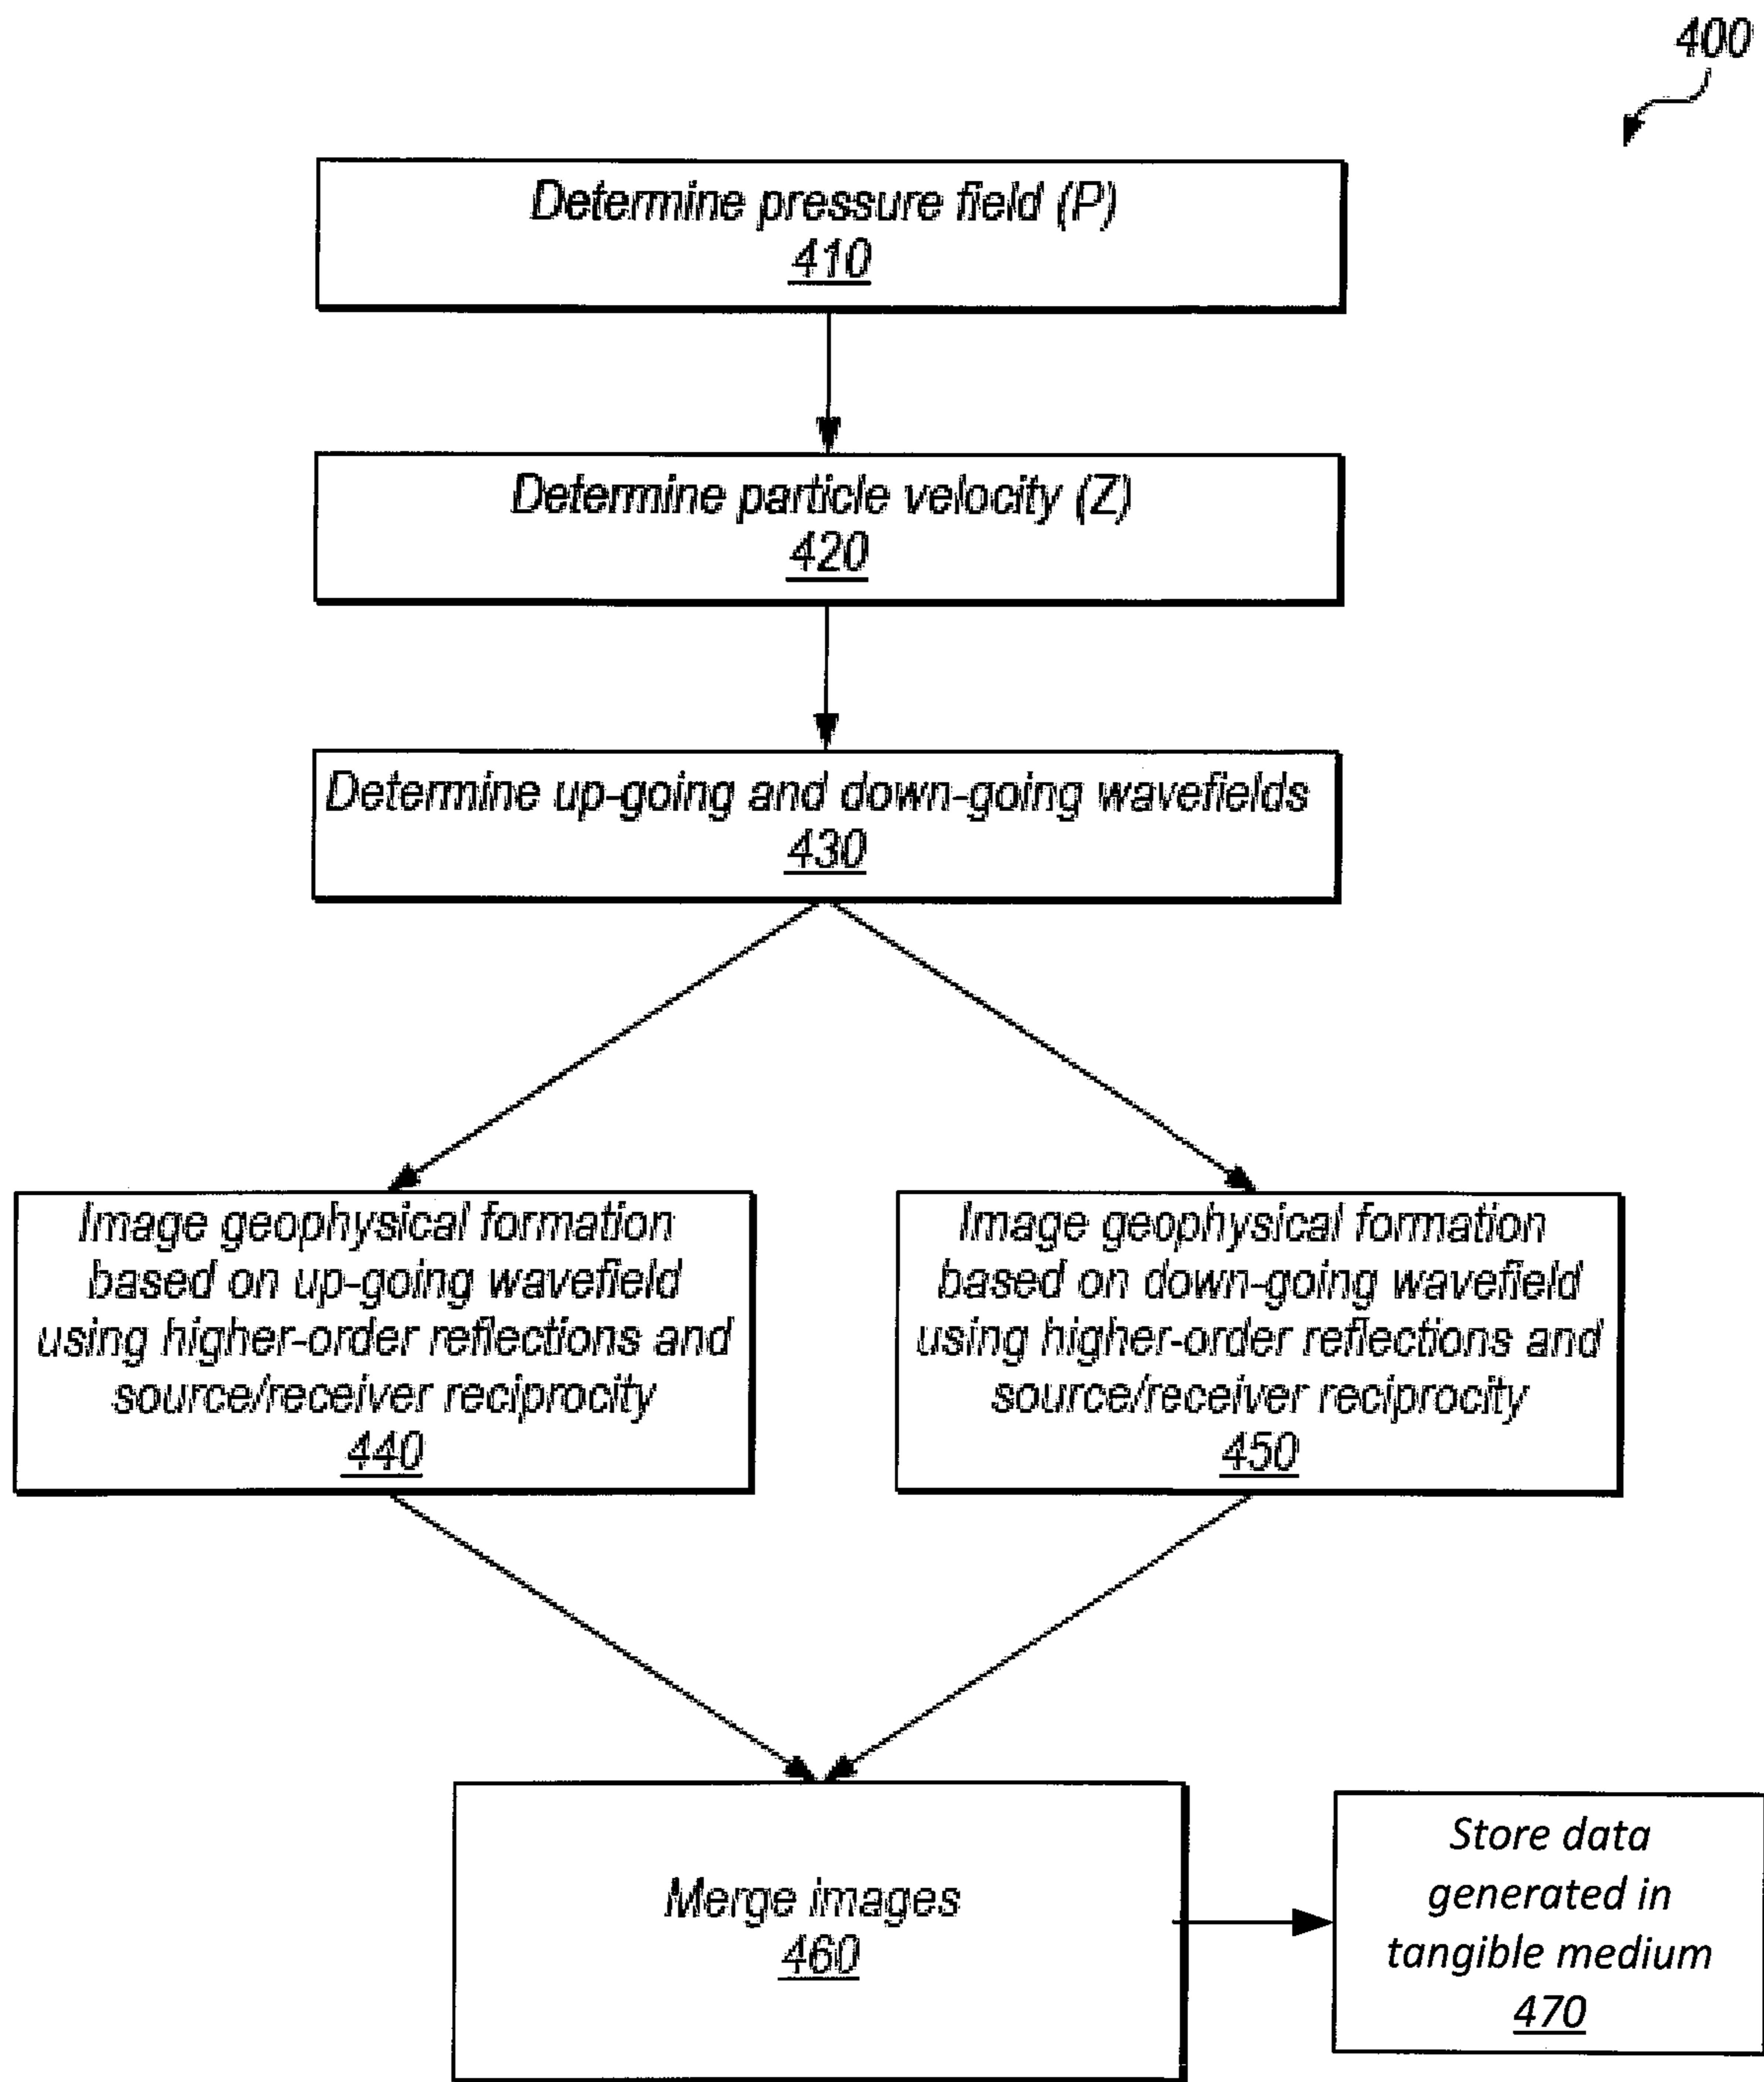 400
Determine pressure field (P)
410
Determine particle velocity (Z)
420
Determine up-going and down-going wavefields
430
Image geophysical formation
based on up-going wavefield
using higher-order reflections and
source/receiver reciprocity
440
Image geophysical formation
based on down-going wavefield
using higher-order reflections and
source/receiver reciprocity
450
Merge images
460
Store data
generated in
tangible medium
470